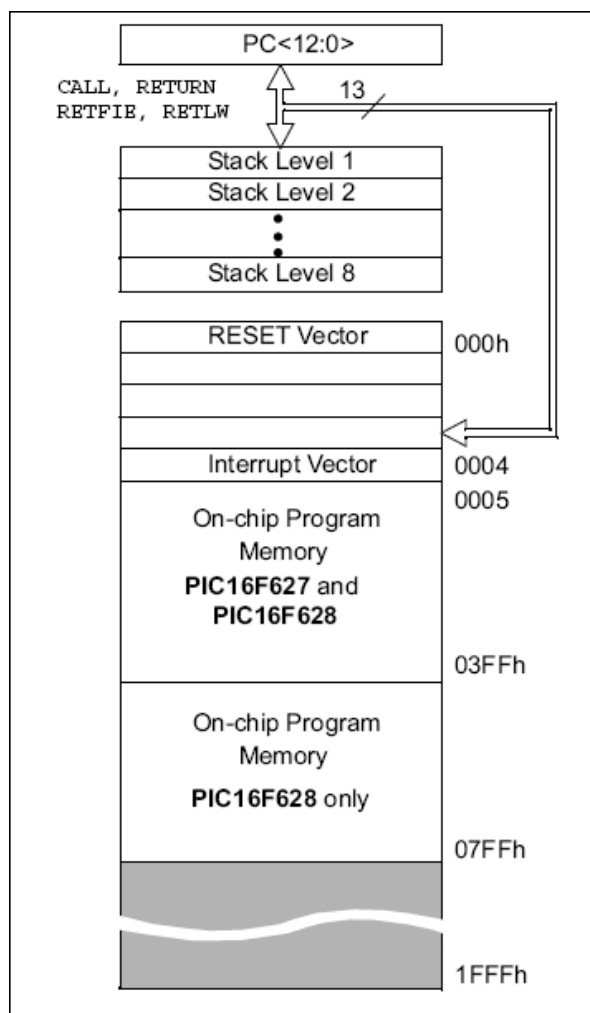 PC<12:0>
CALL, RETURN
RETFIE, RETLW
13
Stack Level 1
Stack Level 2
Stack Level 8
RESET Vector
000h
Interrupt Vector
0004
0005
On-chip Program
Memory
PIC16F627 and
PIC16F628
03FFh
On-chip Program
Memory
PIC16F628 only
07FFh
1FFFh